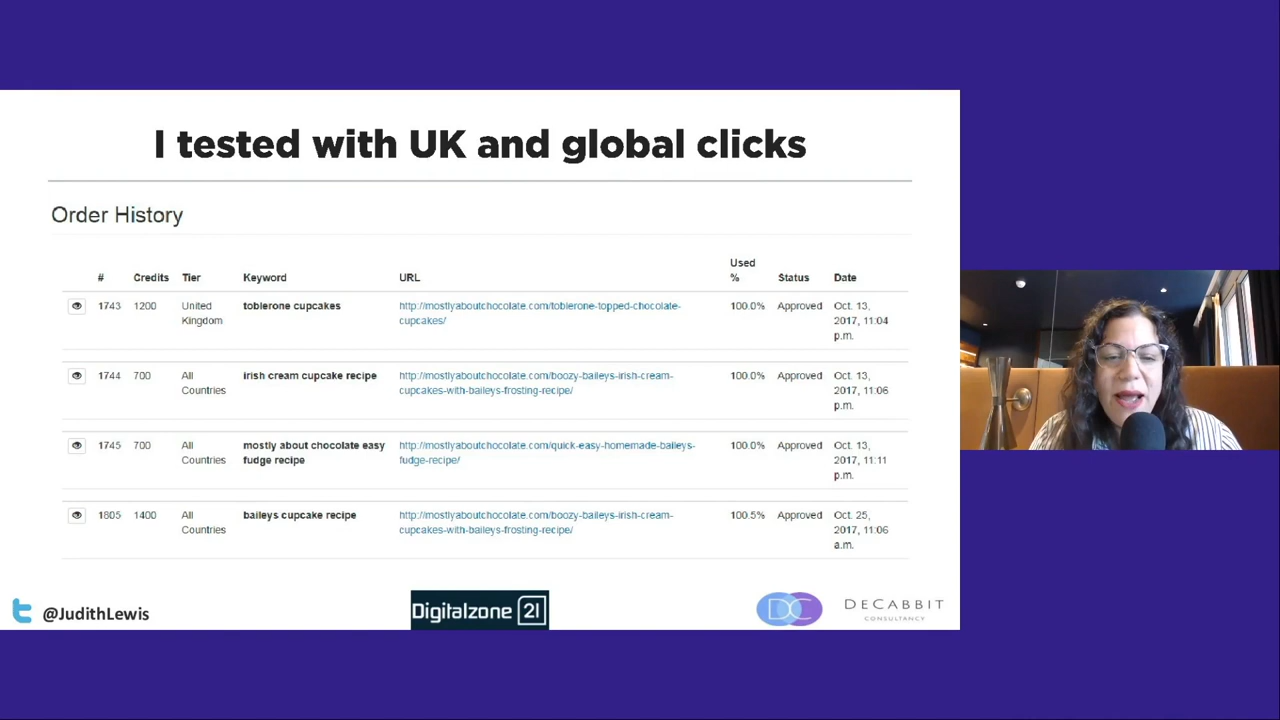 I tested with UK and global clicks
Order History
# Credits Tier Keyword URL Used % Status Date
1743 1200 United Kingdom toblerone cupcakes http://mostlyaboutchocolate.com/toblerone-topped-chocolate-cupcakes/ 100.0% Approved Oct. 13, 2017, 11:04 p.m.
1744 700 All Countries irish cream cupcake recipe http://mostlyaboutchocolate.com/boozy-baileys-irish-cream-cupcakes-with-baileys-frosting-recipe/ 100.0% Approved Oct. 13, 2017, 11:06 p.m.
1745 700 All Countries mostly about chocolate easy fudge recipe http://mostlyaboutchocolate.com/quick-easy-homemade-baileys-fudge-recipe/ 100.0% Approved Oct. 13, 2017, 11:11 p.m.
1805 1400 All Countries baileys cupcake recipe http://mostlyaboutchocolate.com/boozy-baileys-irish-cream-cupcakes-with-baileys-frosting-recipe/ 100.5% Approved Oct. 25, 2017, 11:06 a.m.
@JudithLewis
Digitalzone 21
DC DECABBIT
CONSULTANCY